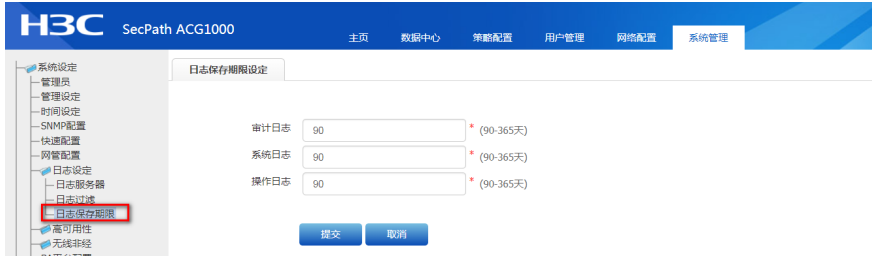 H3C SecPath ACG1000
主页 数据中心 策略配置 用户管理 网络配置 系统管理
系统设定
管理员
管理设定
时间设定
SNMP配置
快速配置
网管配置
日志设定
日志服务器
日志过滤
日志保存期限
高可用性
无线非经
日志保存期限设定
审计日志 90 * (90-365天)
系统日志 90 * (90-365天)
操作日志 90 * (90-365天)
提交 取消